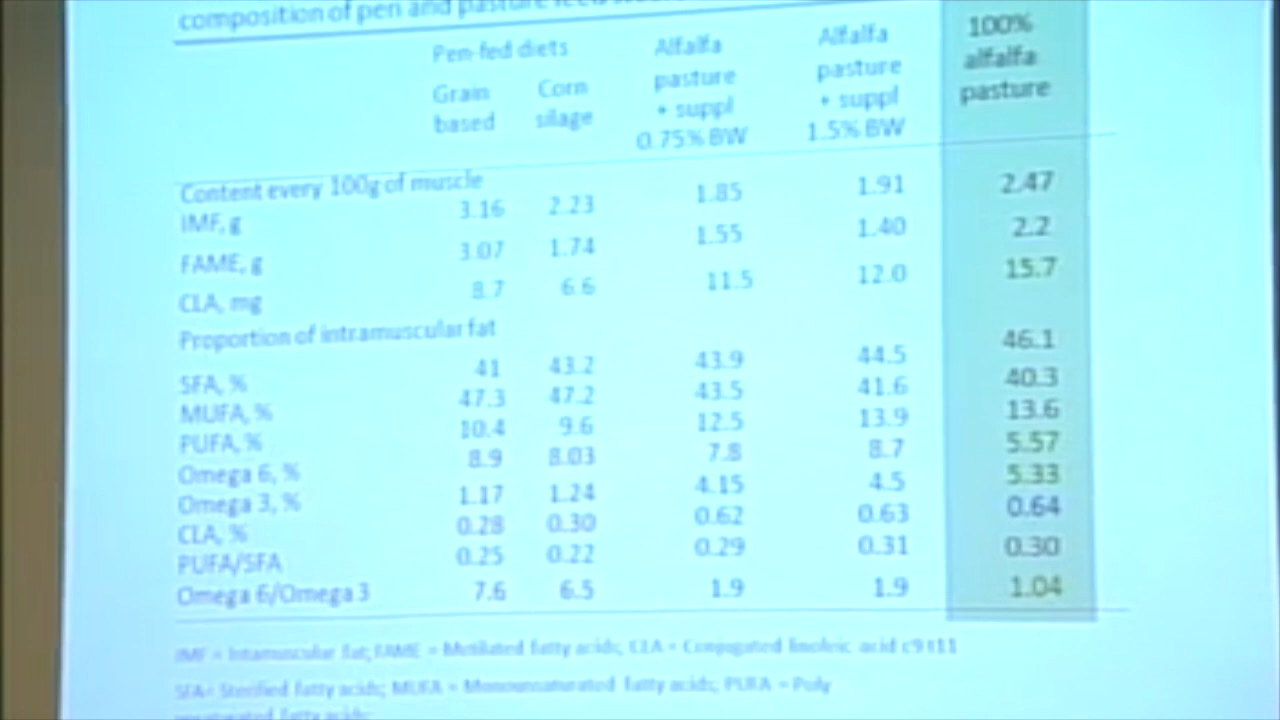 composition of pen and pasture feed
Pen-fed diets Alfalfa pasture + suppl 0.75% BW Alfalfa pasture + suppl 1.5% BW 100% alfalfa pasture
Grain based Corn silage
Content every 100g of muscle
IMF, g 3.16 2.23 1.85 1.91 2.47
FAME, g 3.07 1.74 1.55 1.40 2.2
CLA, mg 8.7 6.6 11.5 12.0 15.7
Proportion of intramuscular fat
SFA, % 41 43.2 43.9 44.5 46.1
MUFA, % 47.3 47.2 43.5 41.6 40.3
PUFA, % 10.4 9.6 12.5 13.9 13.6
Omega 6, % 8.9 8.03 7.8 8.7 5.57
Omega 3, % 1.17 1.24 4.15 4.5 5.33
CLA, % 0.28 0.30 0.62 0.63 0.64
PUFA/SFA 0.25 0.22 0.29 0.31 0.30
Omega 6/Omega 3 7.6 6.5 1.9 1.9 1.04
IMF = Intamuscular fat; FAME = Mutilated fatty acids; CLA = Conjugated linoleic acid c9 t11
SFA= Sterified fatty acids; MUFA = Monounsaturated fatty acids; PUFA = Poly
fatty acids;